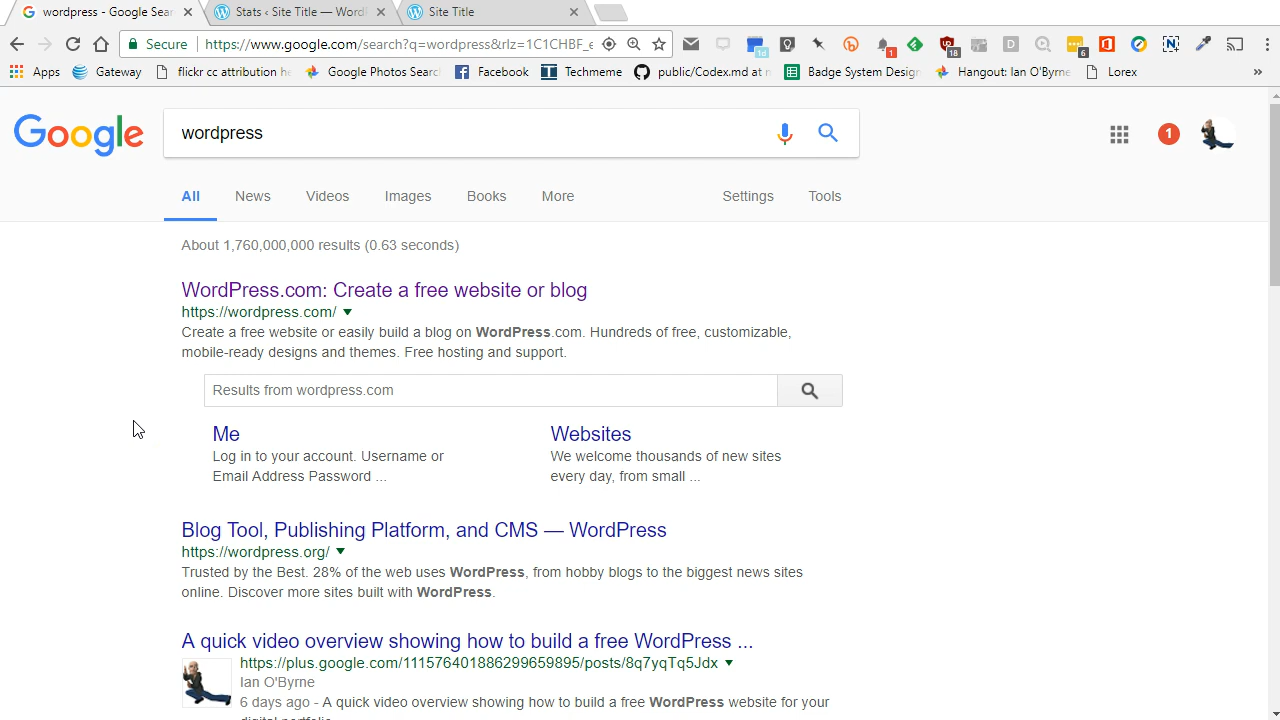 wordpress - Google Sear
Stats ‹ Site Title — WordP
Site Title
Secure
https://www.google.com/search?q=wordpress&rlz=1C1CHBF_e
1d
1
18
6
Apps
Gateway
flickr cc attribution h
Google Photos Searc
Facebook
Techmeme
public/Custom.md at
Badge System Desig
Hangout: Ian O'Byrne
Lorex
»
Google
wordpress
1
All
News
Videos
Images
Books
More
Settings
Tools
About 1,760,000,000 results (0.63 seconds)
WordPress.com: Create a free website or blog
https://wordpress.com/
Create a free website or easily build a blog on WordPress.com. Hundreds of free, customizable,
mobile-ready designs and themes. Free hosting and support.
Results from wordpress.com
Me
Websites
Log in to your account. Username or
We welcome thousands of new sites
Email Address Password ...
every day, from small ...
Blog Tool, Publishing Platform, and CMS — WordPress
https://wordpress.org/
Trusted by the Best. 28% of the web uses WordPress, from hobby blogs to the biggest news sites
online. Discover more sites built with WordPress.
A quick video overview showing how to build a free WordPress ...
https://plus.google.com/111576401886299659895/posts/8q7yqTq5Jdx
Ian O'Byrne
6 days ago - A quick video overview showing how to build a free WordPress website for your
digital portfolio